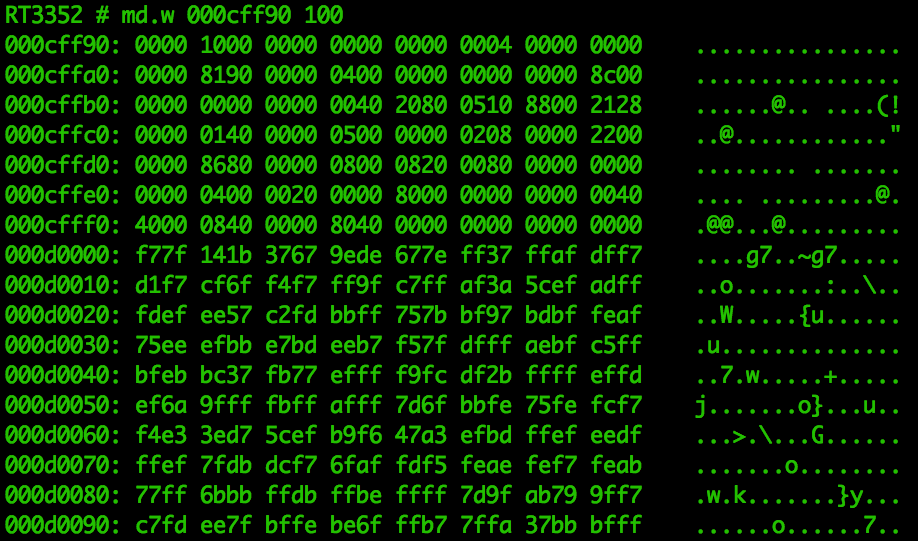 RT3352 # md.w 000cff90 100
000cff90: 0000 1000 0000 0000 0000 0004 0000 0000    ................
000cffa0: 0000 8190 0000 0400 0000 0000 0000 8c00    ................
000cffb0: 0000 0000 0000 0040 2080 0510 8800 2128    ......@.. ....(!
000cffc0: 0000 0140 0000 0500 0000 0208 0000 2200    ..@............"
000cffd0: 0000 8680 0000 0800 0820 0080 0000 0000    ........ .......
000cffe0: 0000 0400 0020 0000 8000 0000 0000 0040    .... .........@.
000cfff0: 4000 0840 0000 8040 0000 0000 0000 0000    .@@...@.........
000d0000: f77f 141b 3767 9ede 677e ff37 ffaf dff7    ....g7..~g7.....
000d0010: d1f7 cf6f f4f7 ff9f c7ff af3a 5cef adff    ..o.......:..\..
000d0020: fdef ee57 c2fd bbff 757b bf97 bdbf feaf    ..W.....{u......
000d0030: 75ee efbb e7bd eeb7 f57f dfff aebf c5ff    .u..............
000d0040: bfeb bc37 fb77 efff f9fc df2b ffff effd    ..7.w.....+.....
000d0050: ef6a 9fff fbff afff 7d6f bbfe 75fe fcf7    j.......o}...u..
000d0060: f4e3 3ed7 5cef b9f6 47a3 efbd ffef eedf    ...>.\...G......
000d0070: ffef 7fdb dcf7 6faf fdf5 feae fef7 feab    .......o........
000d0080: 77ff 6bbb ffdb ffbe ffff 7d9f ab79 9ff7    .w.k.......}y...
000d0090: c7fd ee7f bffe be6f ffb7 7ffa 37bb bfff    .......o.....7..